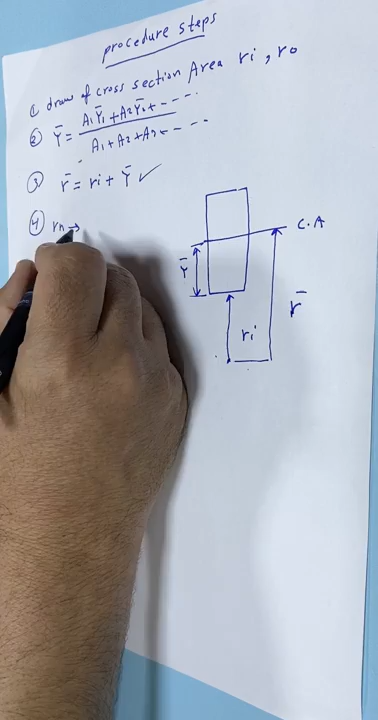 procedure steps
① draw of cross section Area ri , ro
② Ȳ = A1Ȳ1 + A2Ȳ2 + - - - -
A1 + A2 + A3 + - - -
③ r̄ = ri + Ȳ ✓
④ rn →
C.A
Ȳ
r̄
ri